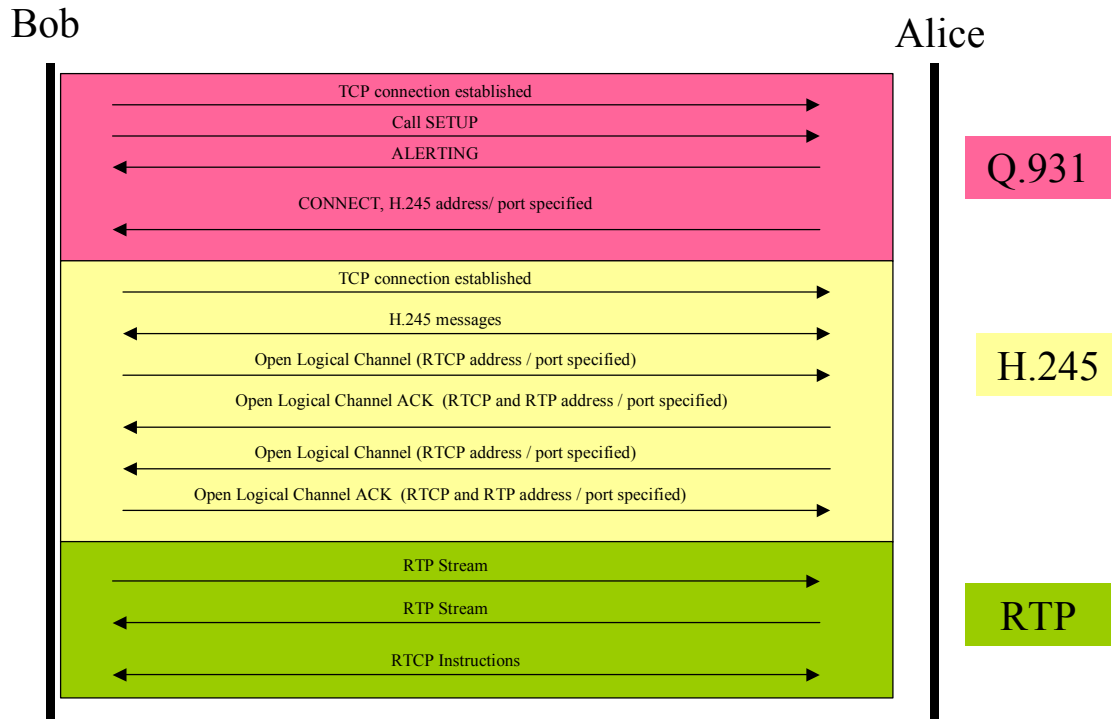 Bob
Alice
TCP connection established
Call SETUP
ALERTING
Q.931
CONNECT, H.245 address/ port specified
TCP connection established
H.245 messages
Open Logical Channel (RTCP address / port specified)
H.245
Open Logical Channel ACK  (RTCP and RTP address / port specified)
Open Logical Channel (RTCP address / port specified)
Open Logical Channel ACK  (RTCP and RTP address / port specified)
RTP Stream
RTP Stream
RTP
RTCP Instructions